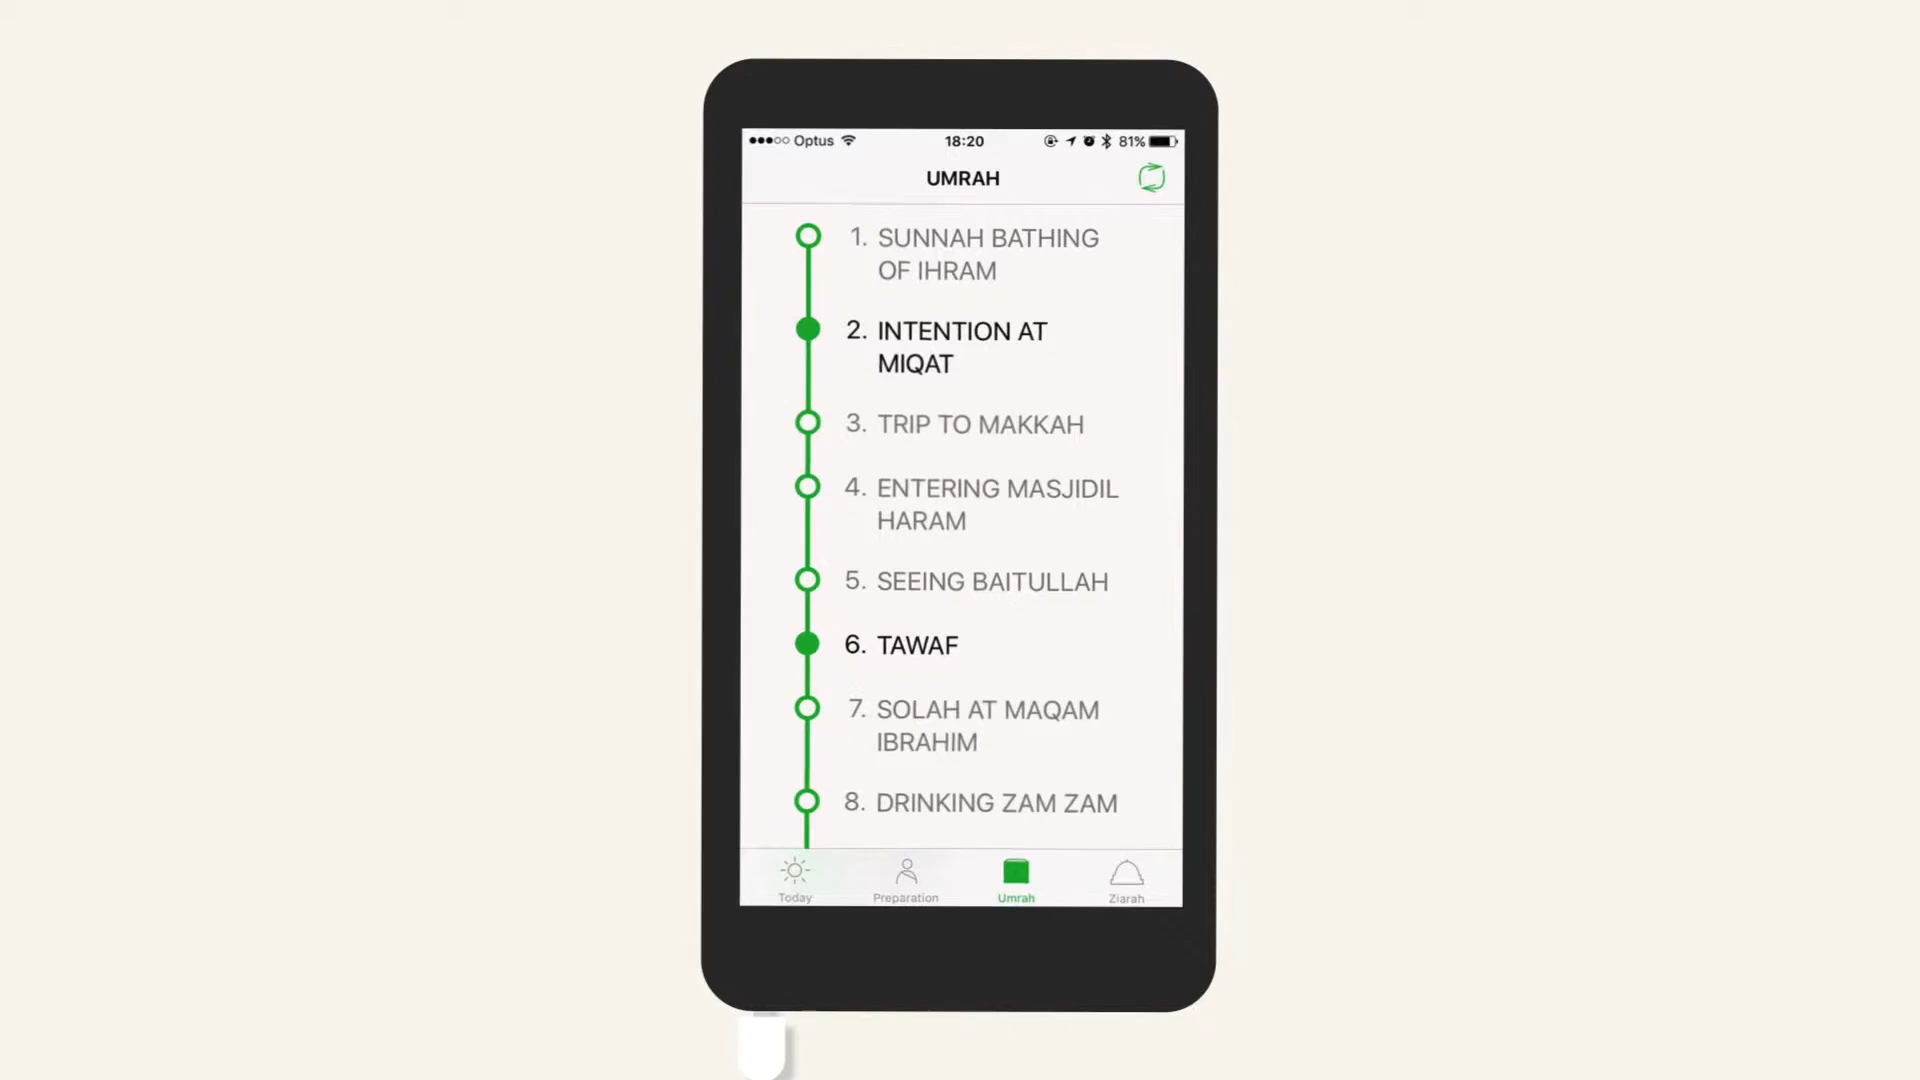 Optus 18:20 81%
UMRAH
1. SUNNAH BATHING
OF IHRAM
2. INTENTION AT
MIQAT
3. TRIP TO MAKKAH
4. ENTERING MASJIDIL
HARAM
5. SEEING BAITULLAH
6. TAWAF
7. SOLAH AT MAQAM
IBRAHIM
8. DRINKING ZAM ZAM
Today Preparation Umrah Ziarah